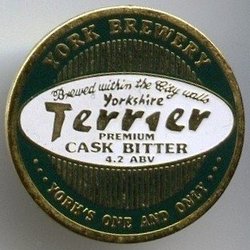 YORK BREWERY
Brewed within the City walls
Yorkshire
Terrier
PREMIUM
CASK BITTER
4.2 ABV
YORK'S ONE AND ONLY